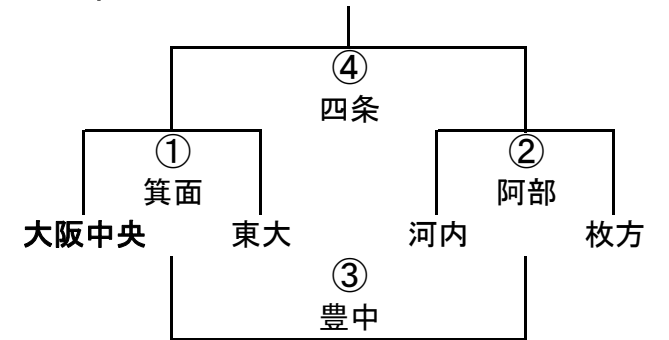 ④
四条
① ②
箕面 阿部
大阪中央 東大 河内 枚方
③
豊中